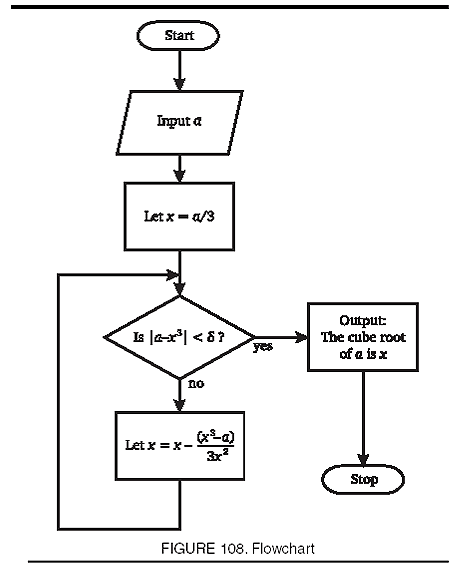 Start
Input a
Let x = a/3
Is |a–x³| < δ ?
yes
no
Output:
The cube root
of a is x
Let x = x – (x³–a)
3x²
Stop
FIGURE 108. Flowchart